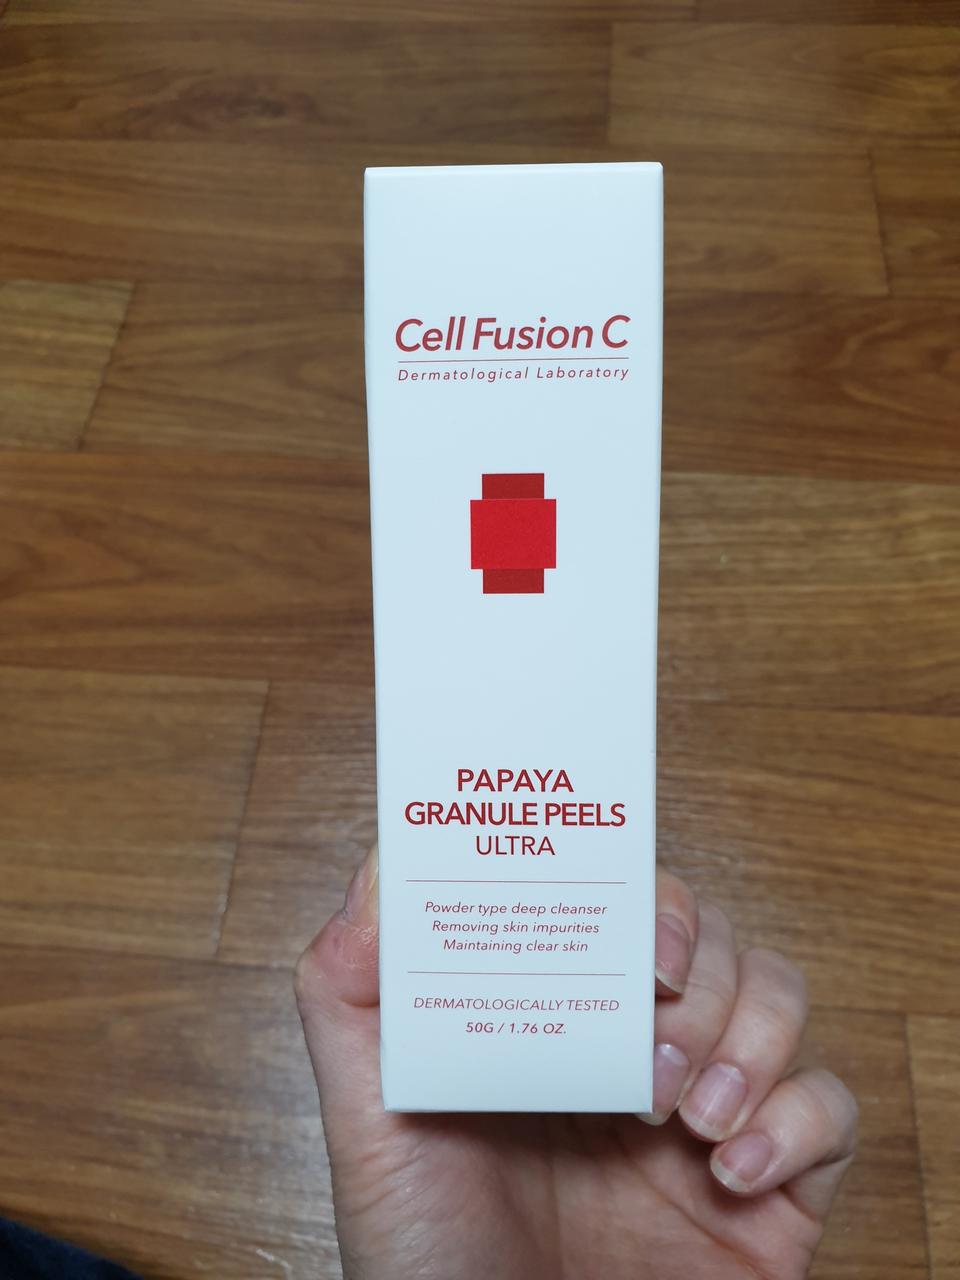 Cell Fusion C
Dermatological Laboratory
PAPAYA
GRANULE PEELS
ULTRA
Powder type deep cleanser
Removing skin impurities
Maintaining clear skin
DERMATOLOGICALLY TESTED
50G / 1.76 OZ.